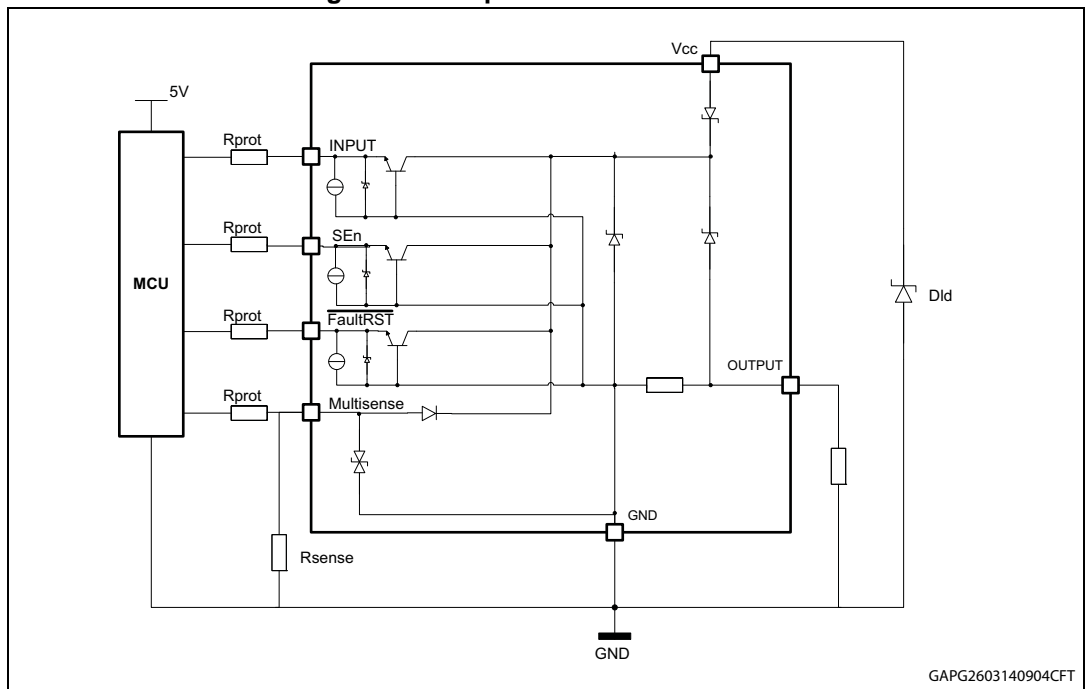 Vcc
5V
Rprot
INPUT
Rprot
SEn
MCU
Dld
Rprot
FaultRST
OUTPUT
Rprot
Multisense
GND
Rsense
GND
GAPG2603140904CFT